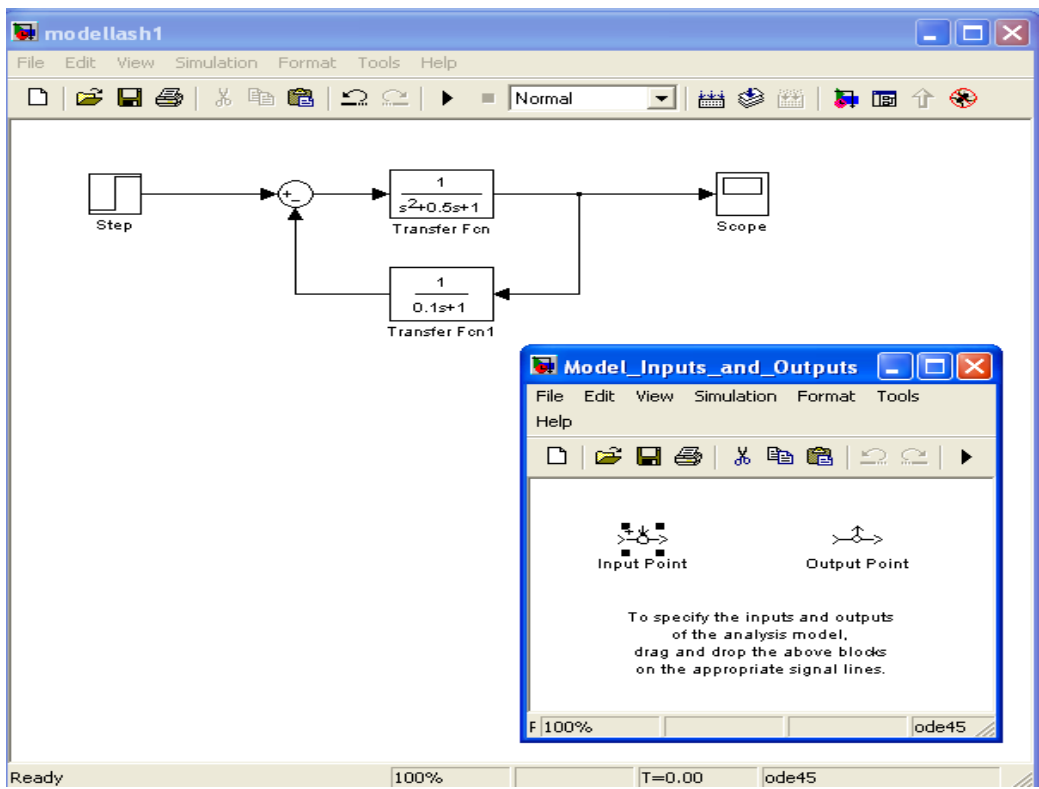 modellash1
File Edit View Simulation Format Tools Help
Normal
+
-
1
s²+0.5s+1
Step
Transfer Fcn
Scope
1
0.1s+1
Transfer Fcn1
Model_Inputs_and_Outputs
File Edit View Simulation Format Tools
Help
Input Point
Output Point
To specify the inputs and outputs
of the analysis model,
drag and drop the above blocks
on the appropriate signal lines.
F 100% ode45
Ready 100% T=0.00 ode45